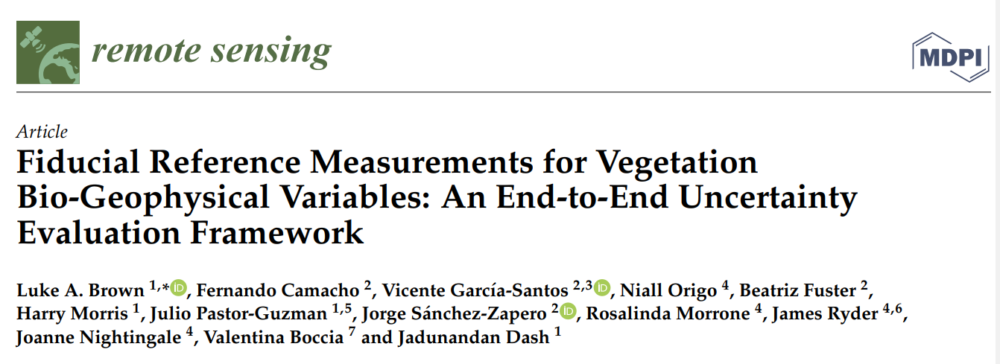 remote sensing
MDPI
Article
Fiducial Reference Measurements for Vegetation
Bio-Geophysical Variables: An End-to-End Uncertainty
Evaluation Framework
Luke A. Brown 1,* iD, Fernando Camacho 2, Vicente García-Santos 2,3 iD, Niall Origo 4, Beatriz Fuster 2,
Harry Morris 1, Julio Pastor-Guzman 1,5, Jorge Sánchez-Zapero 2 iD, Rosalinda Morrone 4, James Ryder 4,6,
Joanne Nightingale 4, Valentina Boccia 7 and Jadunandan Dash 1